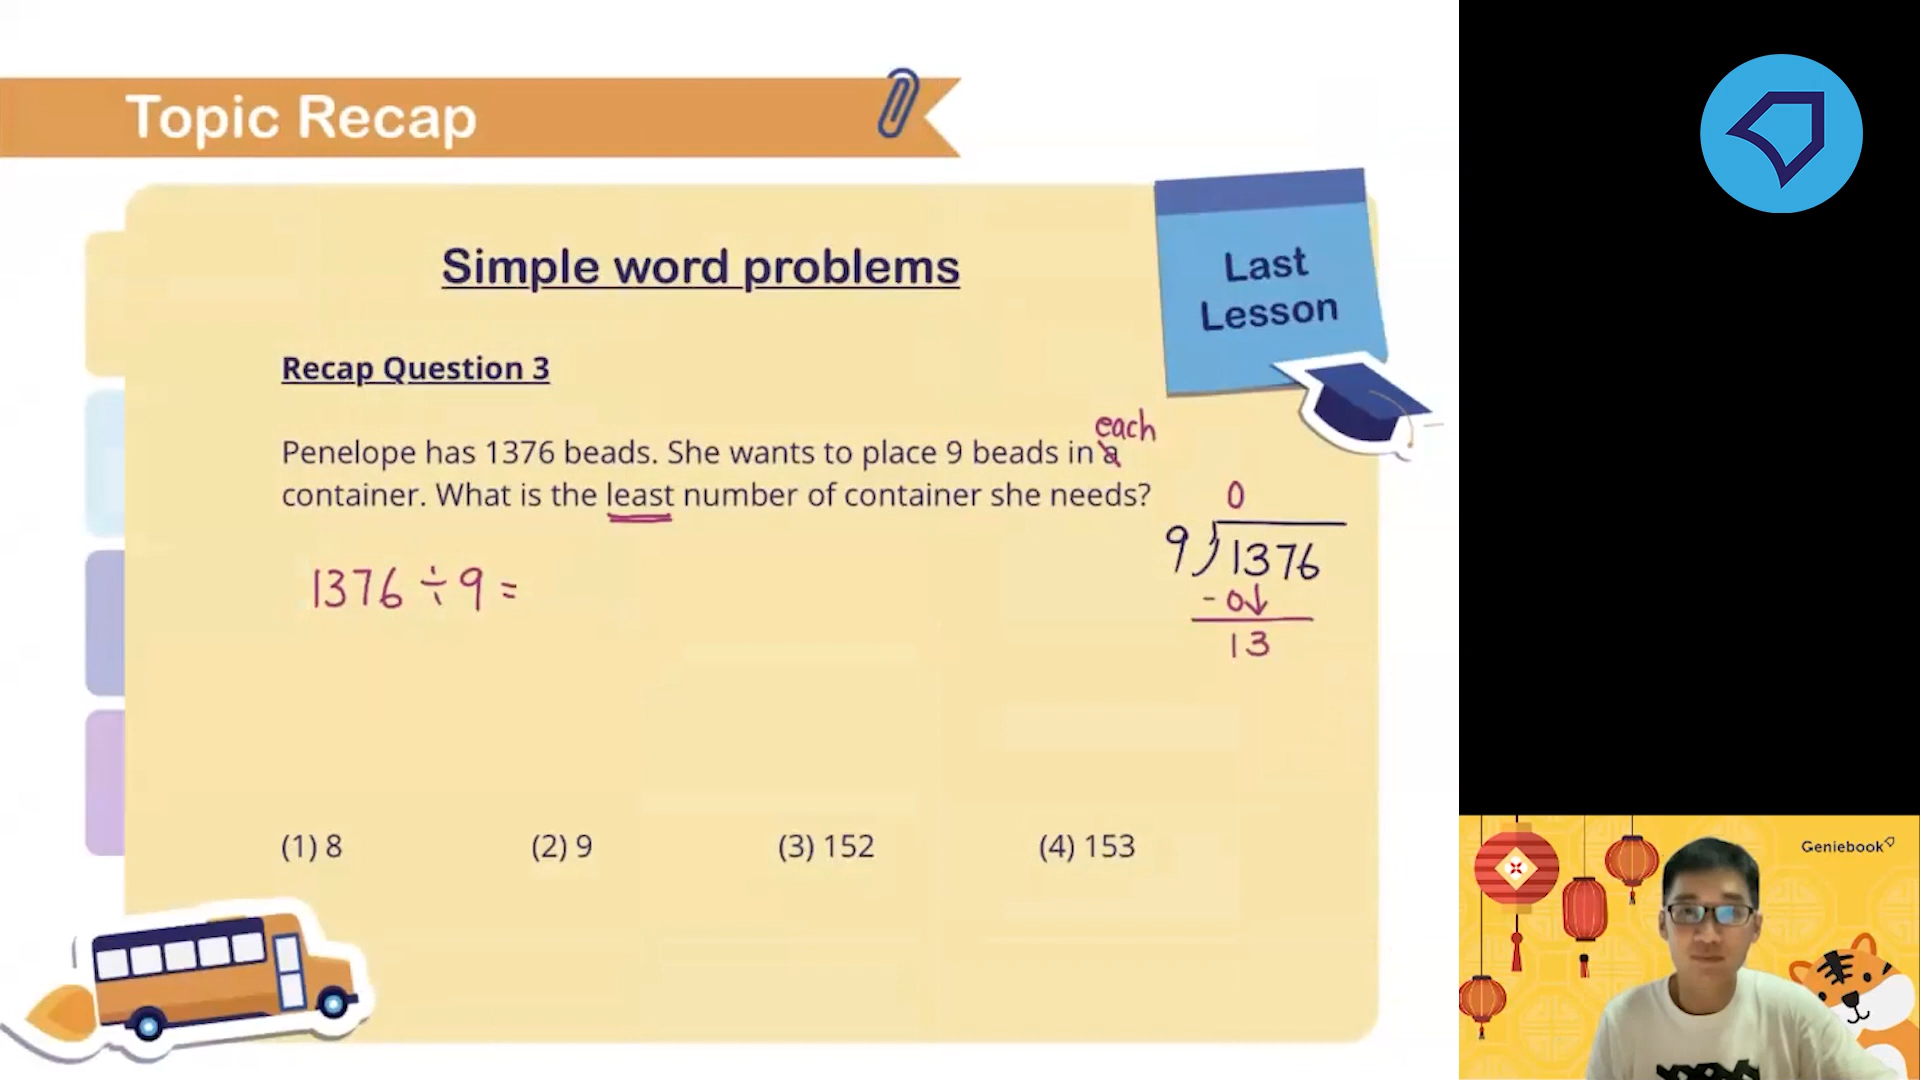 Topic Recap
Last
Lesson
Simple word problems
Recap Question 3
each
Penelope has 1376 beads. She wants to place 9 beads in a
container. What is the least number of container she needs?
1376 ÷ 9 =
0
9)1376
- 0↓
13
(1) 8 (2) 9 (3) 152 (4) 153
Geniebook